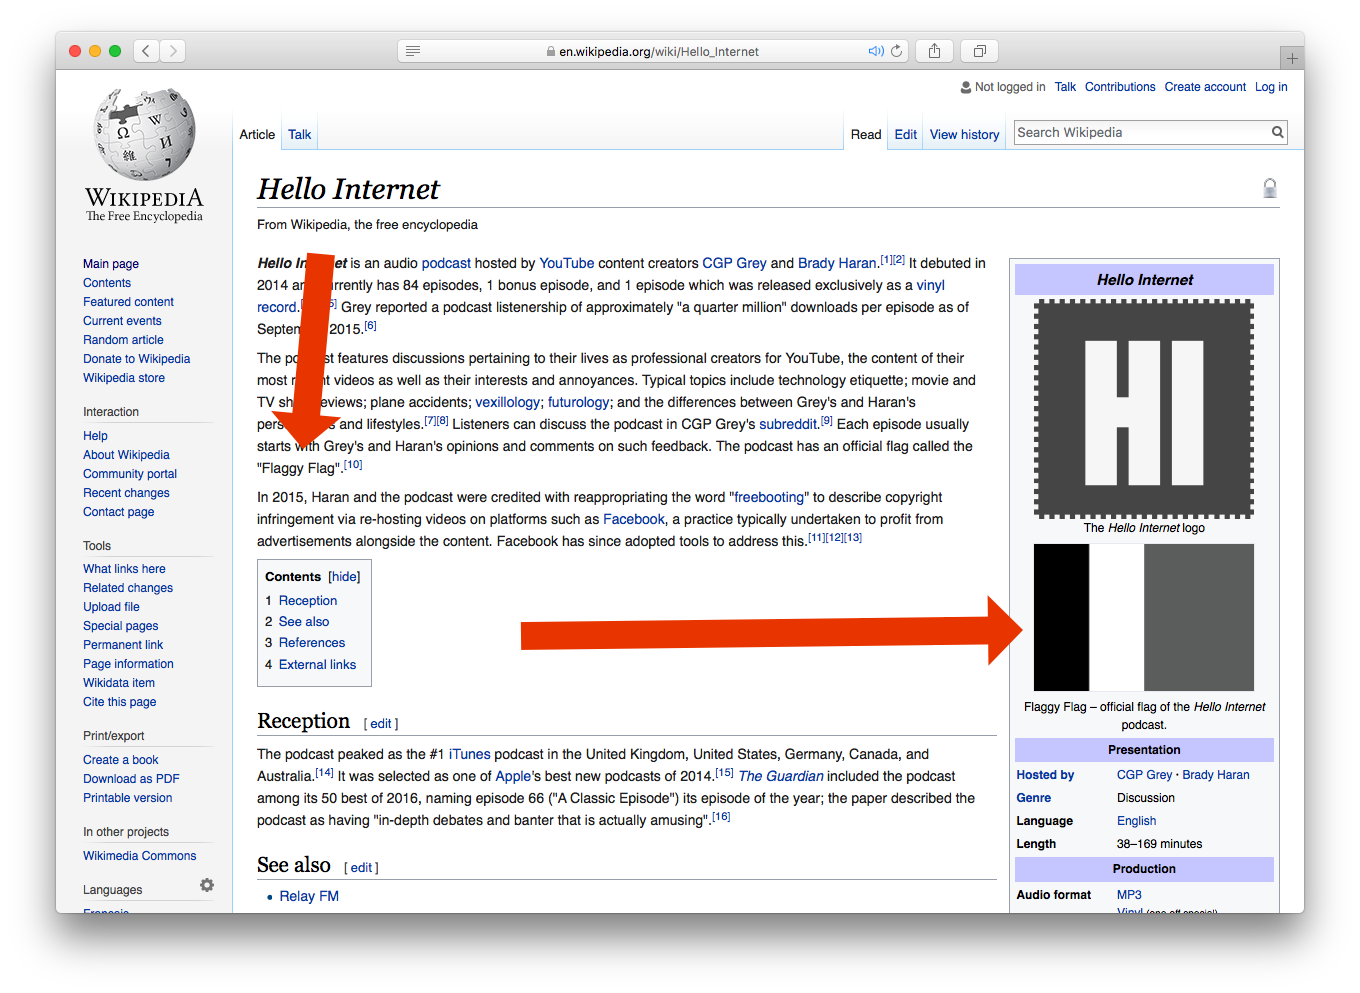 en.wikipedia.org/wiki/Hello_Internet
Not logged in Talk Contributions Create account Log in
Article Talk Read Edit View history Search Wikipedia
WIKIPEDIA
The Free Encyclopedia
Main page
Contents
Featured content
Current events
Random article
Donate to Wikipedia
Wikipedia store
Interaction
Help
About Wikipedia
Community portal
Recent changes
Contact page
Tools
What links here
Related changes
Upload file
Special pages
Permanent link
Page information
Wikidata item
Cite this page
Print/export
Create a book
Download as PDF
Printable version
In other projects
Wikimedia Commons
Languages
Français
Hello Internet
From Wikipedia, the free encyclopedia
Hello Internet is an audio podcast hosted by YouTube content creators CGP Grey and Brady Haran.[1][2] It debuted in
2014 and currently has 84 episodes, 1 bonus episode, and 1 episode which was released exclusively as a vinyl
record. Grey reported a podcast listenership of approximately "a quarter million" downloads per episode as of
September 2015.[6]
The podcast features discussions pertaining to their lives as professional creators for YouTube, the content of their
most recent videos as well as their interests and annoyances. Typical topics include technology etiquette; movie and
TV show reviews; plane accidents; vexillology; futurology; and the differences between Grey's and Haran's
personalities and lifestyles.[7][8] Listeners can discuss the podcast in CGP Grey's subreddit.[9] Each episode usually
starts with Grey's and Haran's opinions and comments on such feedback. The podcast has an official flag called the
"Flaggy Flag".[10]
In 2015, Haran and the podcast were credited with reappropriating the word "freebooting" to describe copyright
infringement via re-hosting videos on platforms such as Facebook, a practice typically undertaken to profit from
advertisements alongside the content. Facebook has since adopted tools to address this.[11][12][13]
Contents [hide]
1 Reception
2 See also
3 References
4 External links
Reception [ edit ]
The podcast peaked as the #1 iTunes podcast in the United Kingdom, United States, Germany, Canada, and
Australia.[14] It was selected as one of Apple's best new podcasts of 2014.[15] The Guardian included the podcast
among its 50 best of 2016, naming episode 66 ("A Classic Episode") its episode of the year; the paper described the
podcast as having "in-depth debates and banter that is actually amusing".[16]
See also [ edit ]
• Relay FM
Hello Internet
HI
The Hello Internet logo
Flaggy Flag – official flag of the Hello Internet
podcast.
Presentation
Hosted by CGP Grey · Brady Haran
Genre Discussion
Language English
Length 38–169 minutes
Production
Audio format MP3
Vinyl (one off special)